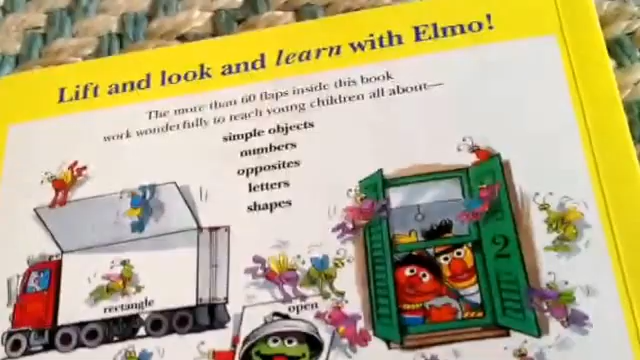 Lift and look and learn with Elmo!
The more than 60 flaps inside this book
work wonderfully to teach young children all about—
simple objects
numbers
opposites
letters
shapes
2
rectangle
open